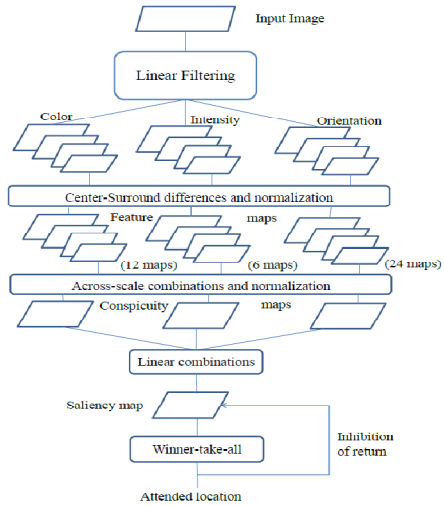 Input Image
Linear Filtering
Color
Intensity
Orientation
Center-Surround differences and normalization
Feature maps
(12 maps)
(6 maps)
(24 maps)
Across-scale combinations and normalization
Conspicuity maps
Linear combinations
Saliency map
Winner-take-all
Inhibition
of return
Attended location